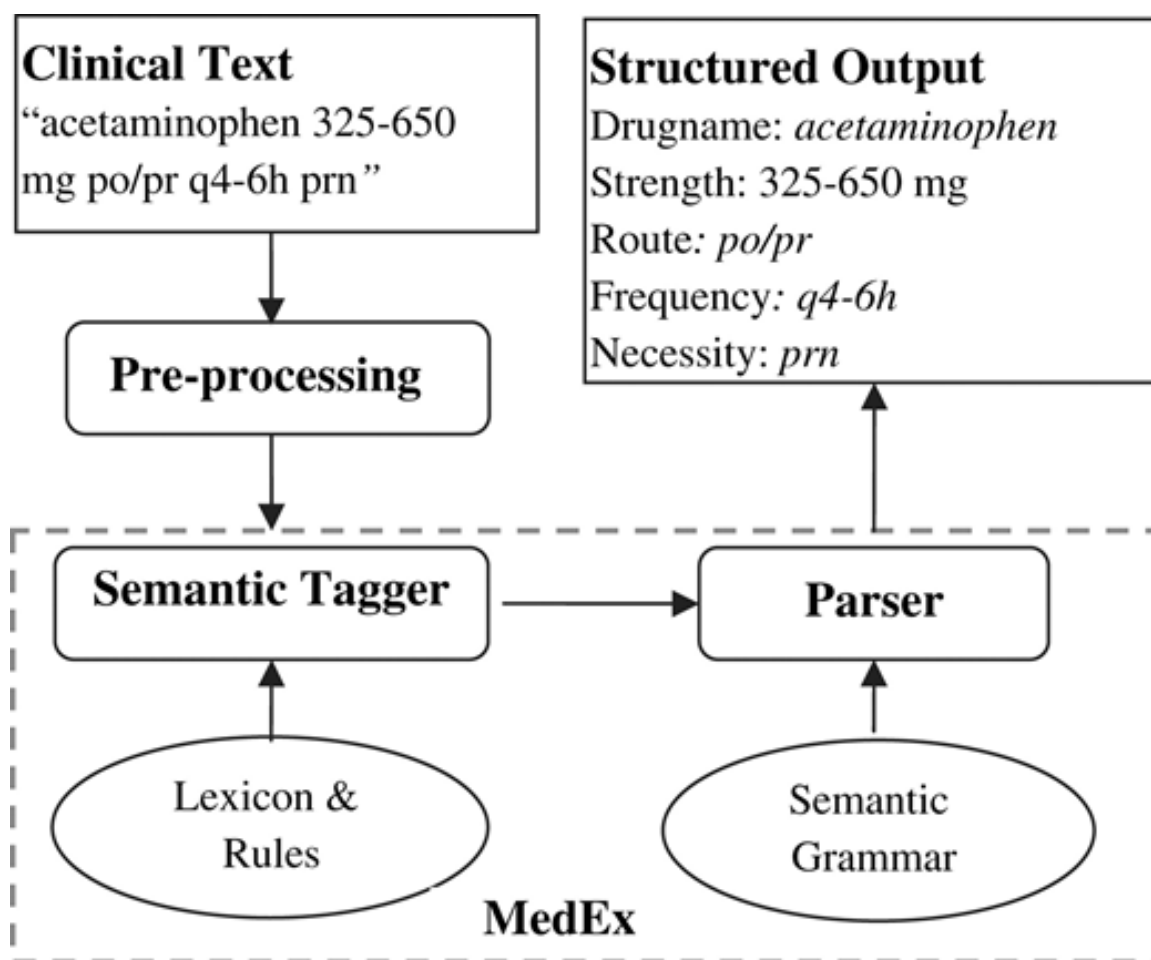 Clinical Text
“acetaminophen 325-650
mg po/pr q4-6h prn”
Structured Output
Drugname: acetaminophen
Strength: 325-650 mg
Route: po/pr
Frequency: q4-6h
Necessity: prn
Pre-processing
Semantic Tagger
Parser
Lexicon &
Rules
Semantic
Grammar
MedEx